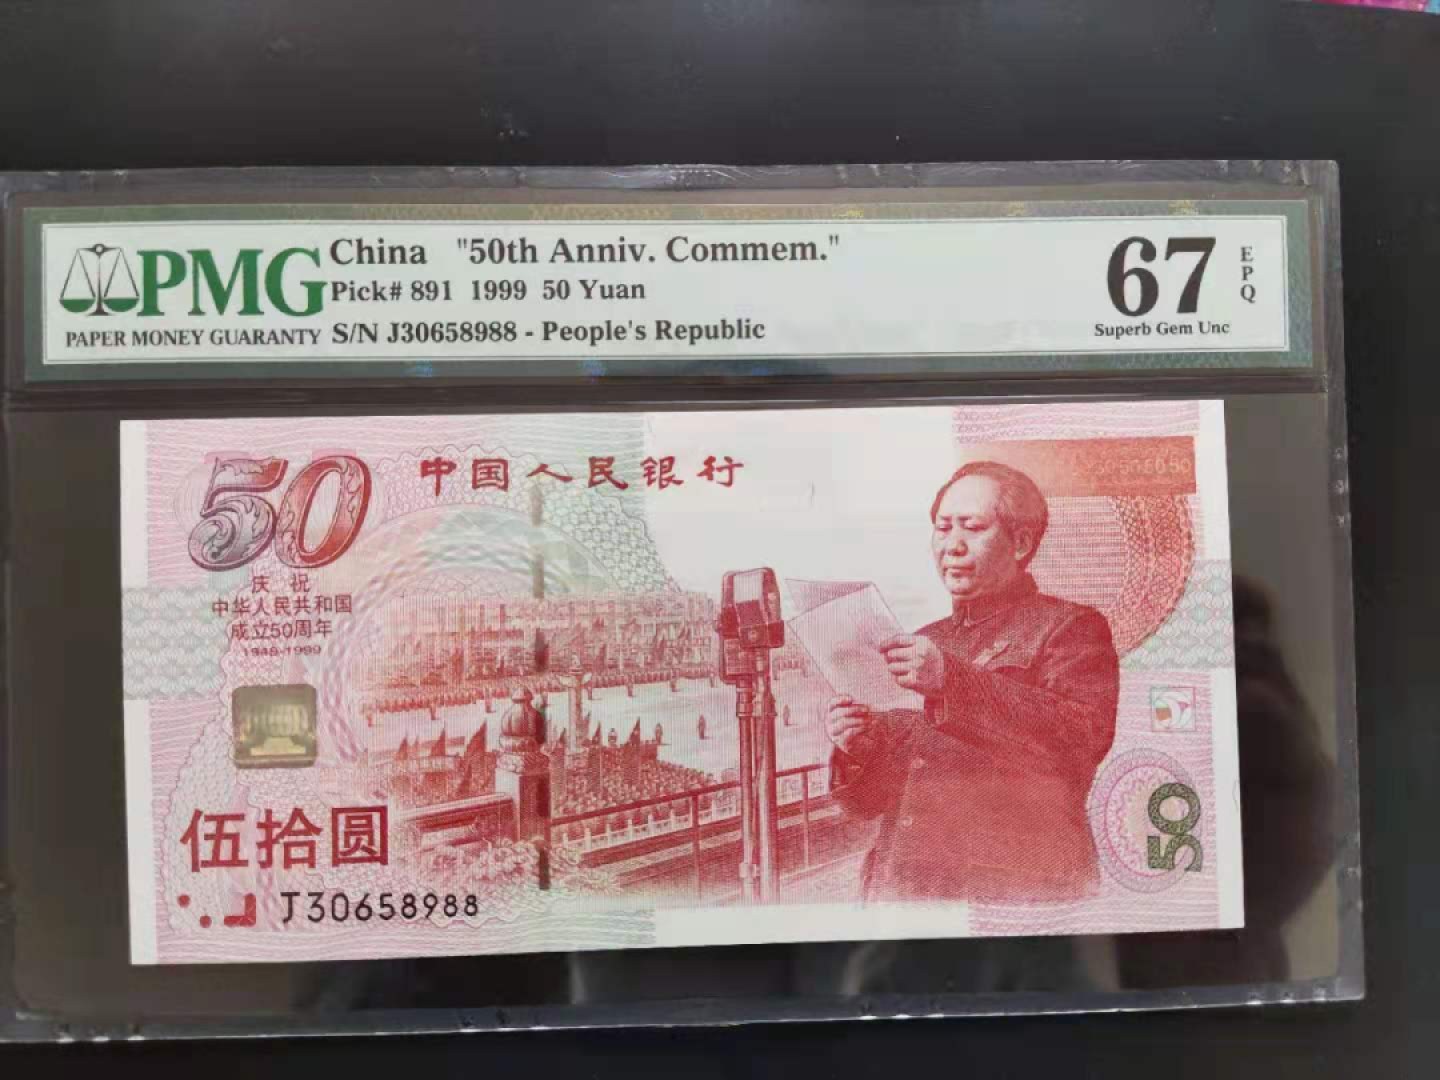 PMG
PAPER MONEY GUARANTY
China "50th Anniv. Commem."
Pick# 891 1999 50 Yuan
S/N J30658988 - People's Republic
67
EPQ
Superb Gem Unc
50
中国人民银行
庆祝
中华人民共和国
成立50周年
1949-1999
伍拾圆
J30658988
50